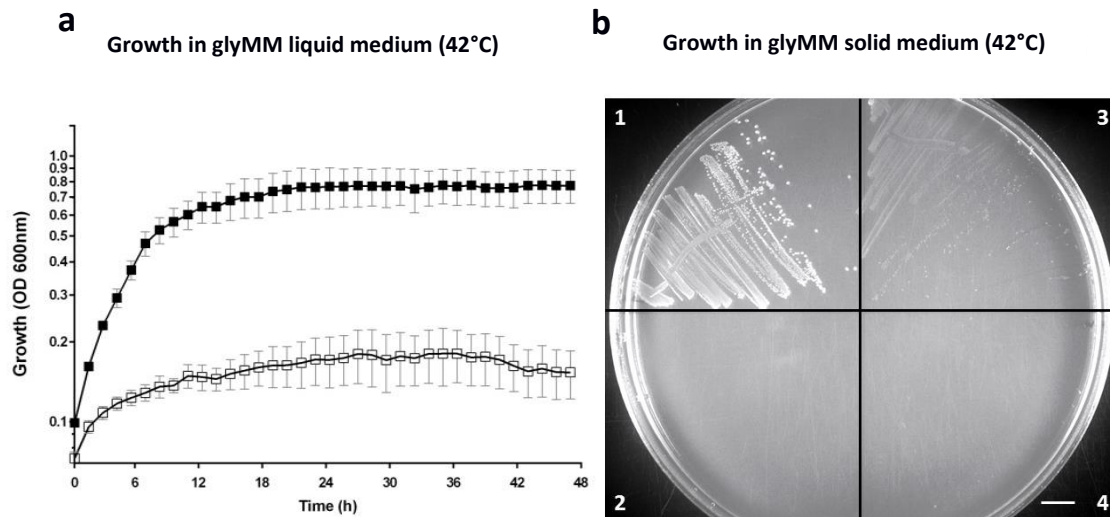 a
Growth in glyMM liquid medium (42°C)
Growth (OD 600nm)
1.0
0.9
0.8
0.7
0.6
0.5
0.4
0.3
0.2
0.1
0 6 12 18 24 30 36 42 48
Time (h)
b
Growth in glyMM solid medium (42°C)
1 3
2 4